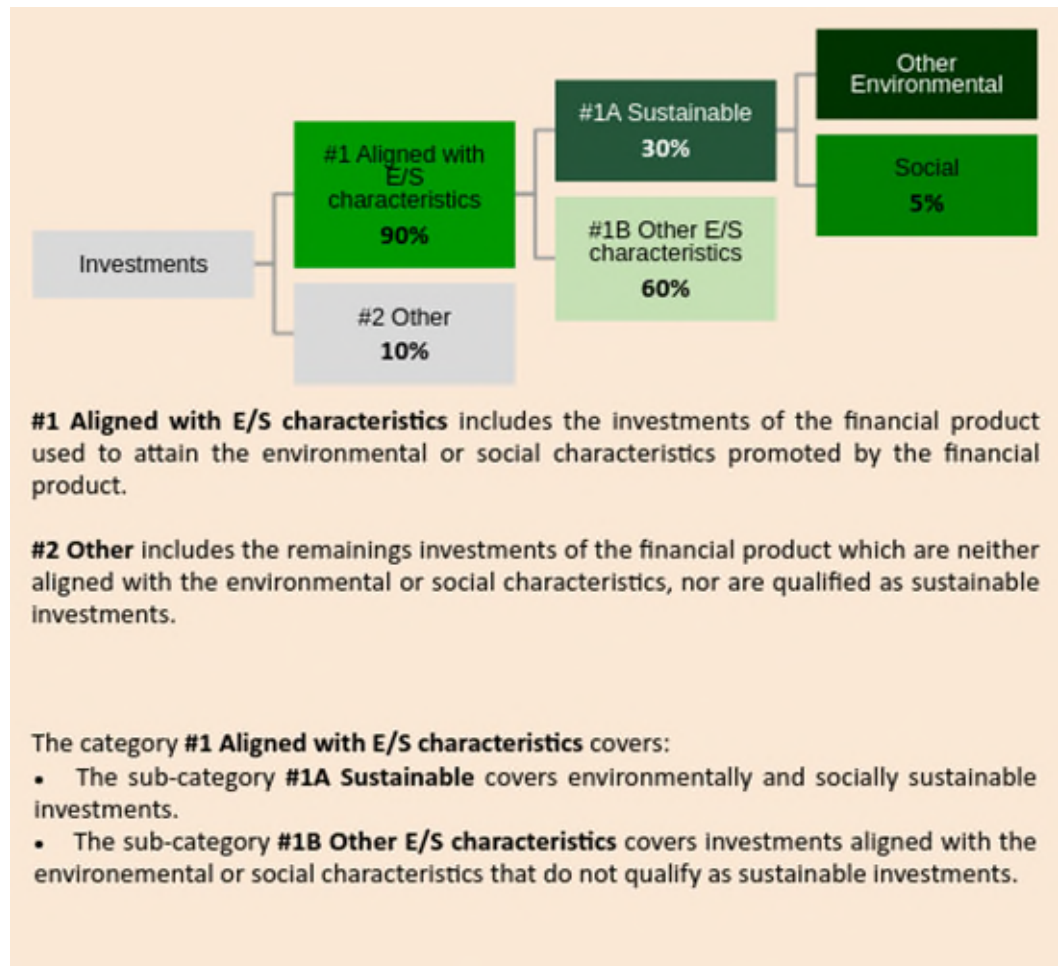 Other
Environmental
#1A Sustainable
30%
#1 Aligned with
E/S
characteristics
90%
Social
5%
#1B Other E/S
characteristics
60%
Investments
#2 Other
10%
#1 Aligned with E/S characteristics includes the investments of the financial product
used to attain the environmental or social characteristics promoted by the financial
product.
#2 Other includes the remainings investments of the financial product which are neither
aligned with the environmental or social characteristics, nor are qualified as sustainable
investments.
The category #1 Aligned with E/S characteristics covers:
• The sub-category #1A Sustainable covers environmentally and socially sustainable
investments.
• The sub-category #1B Other E/S characteristics covers investments aligned with the
environemental or social characteristics that do not qualify as sustainable investments.